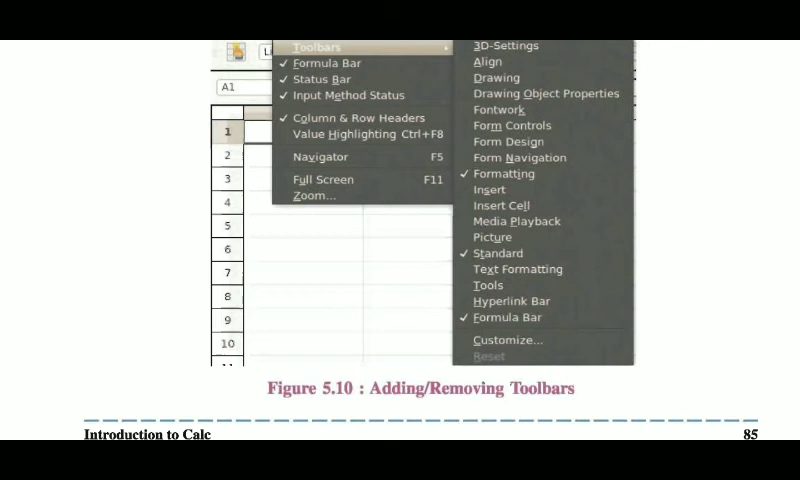 Toolbars
Formula Bar
Status Bar
Input Method Status
Column & Row Headers
Value Highlighting Ctrl+F8
Navigator F5
Full Screen F11
Zoom...
3D-Settings
Align
Drawing
Drawing Object Properties
Fontwork
Form Controls
Form Design
Form Navigation
Formatting
Insert
Insert Cell
Media Playback
Picture
Standard
Text Formatting
Tools
Hyperlink Bar
Formula Bar
Customize...
Reset
A1
1
2
3
4
5
6
7
8
9
10
Figure 5.10 : Adding/Removing Toolbars
Introduction to Calc 85